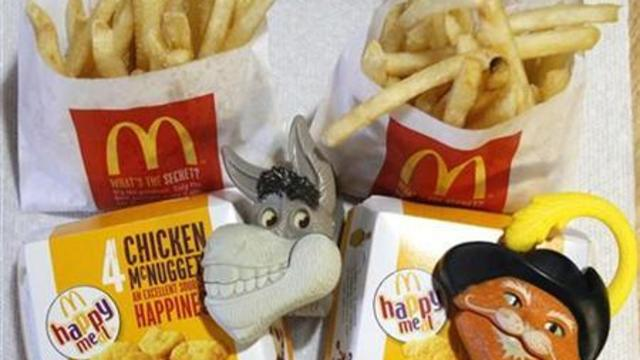 M
WHAT'S THE SECRET?
M
4 CHICKEN
McNUGGET
AN EXCELLENT SOURCE
HAPPINE
M
happy
meal
M
happy
meal